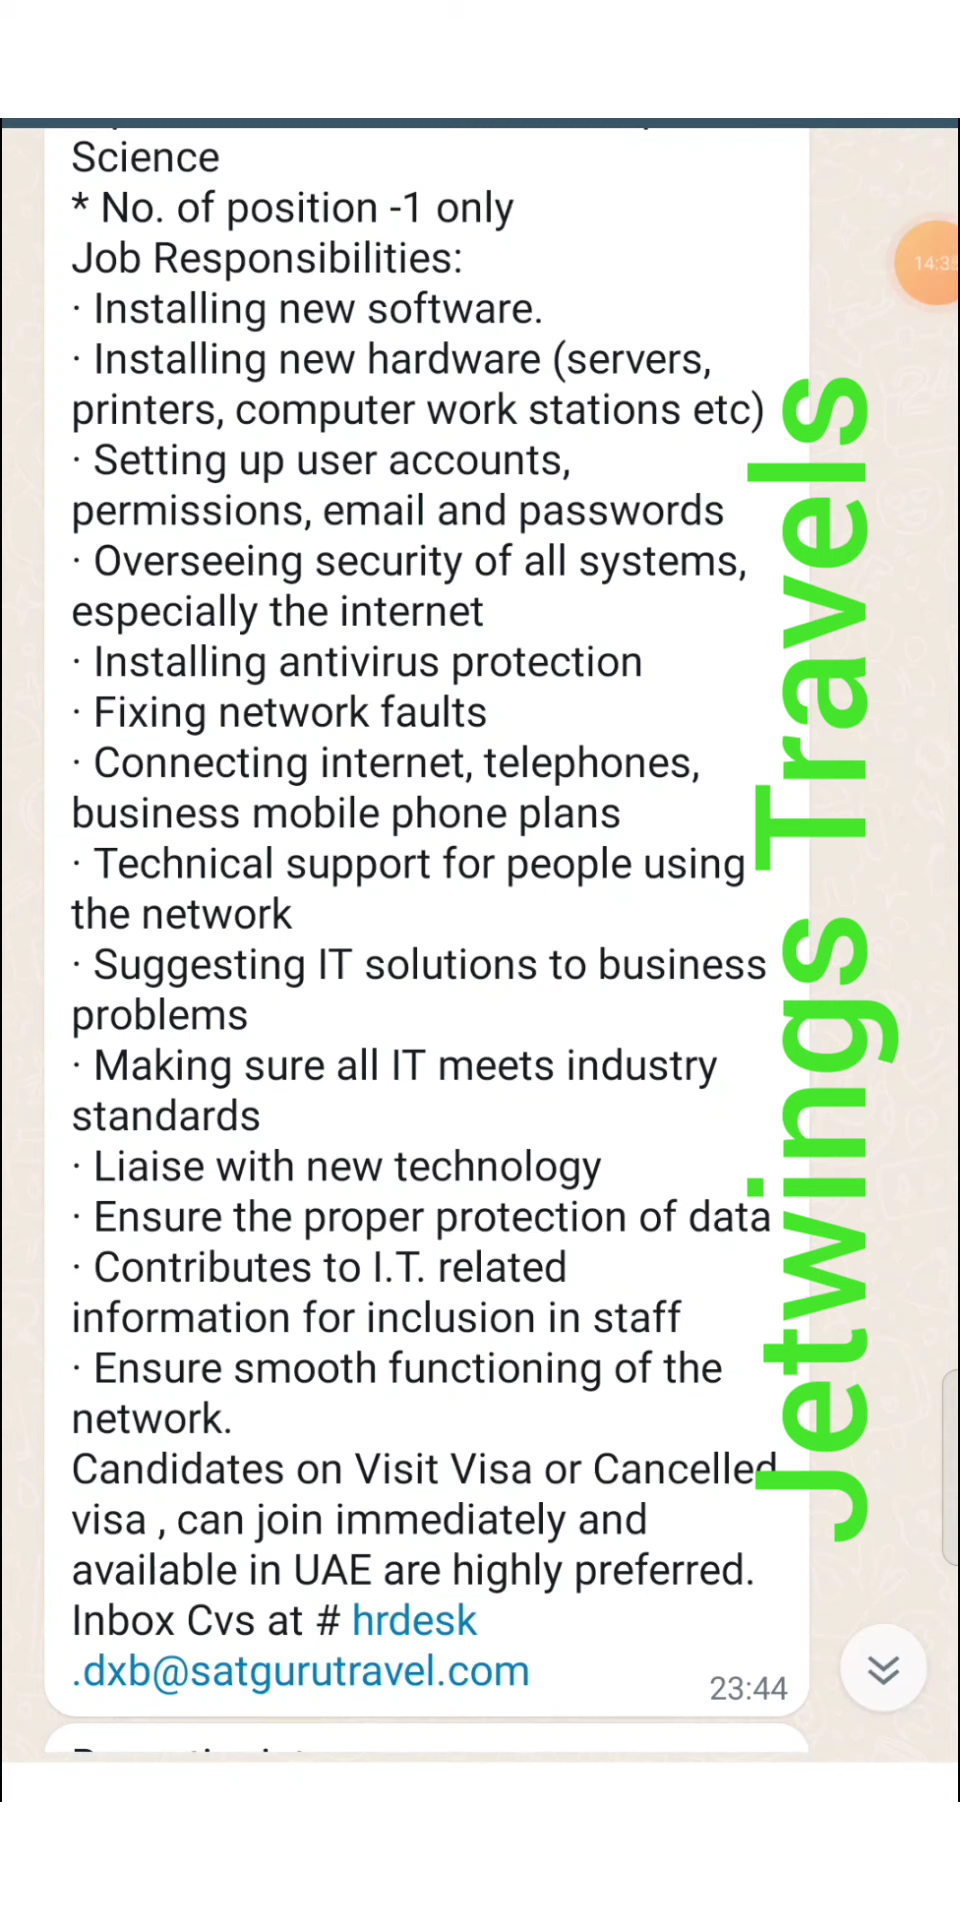 Science
* No. of position -1 only
Job Responsibilities:
· Installing new software.
· Installing new hardware (servers,
printers, computer work stations etc)
· Setting up user accounts,
permissions, email and passwords
· Overseeing security of all systems,
especially the internet
· Installing antivirus protection
· Fixing network faults
· Connecting internet, telephones,
business mobile phone plans
· Technical support for people using
the network
· Suggesting IT solutions to business
problems
· Making sure all IT meets industry
standards
· Liaise with new technology
· Ensure the proper protection of data
· Contributes to I.T. related
information for inclusion in staff
· Ensure smooth functioning of the
network.
Candidates on Visit Visa or Cancelled
visa , can join immediately and
available in UAE are highly preferred.
Inbox Cvs at # hrdesk
.dxb@satgurutravel.com
23:44
Jetwings Travels